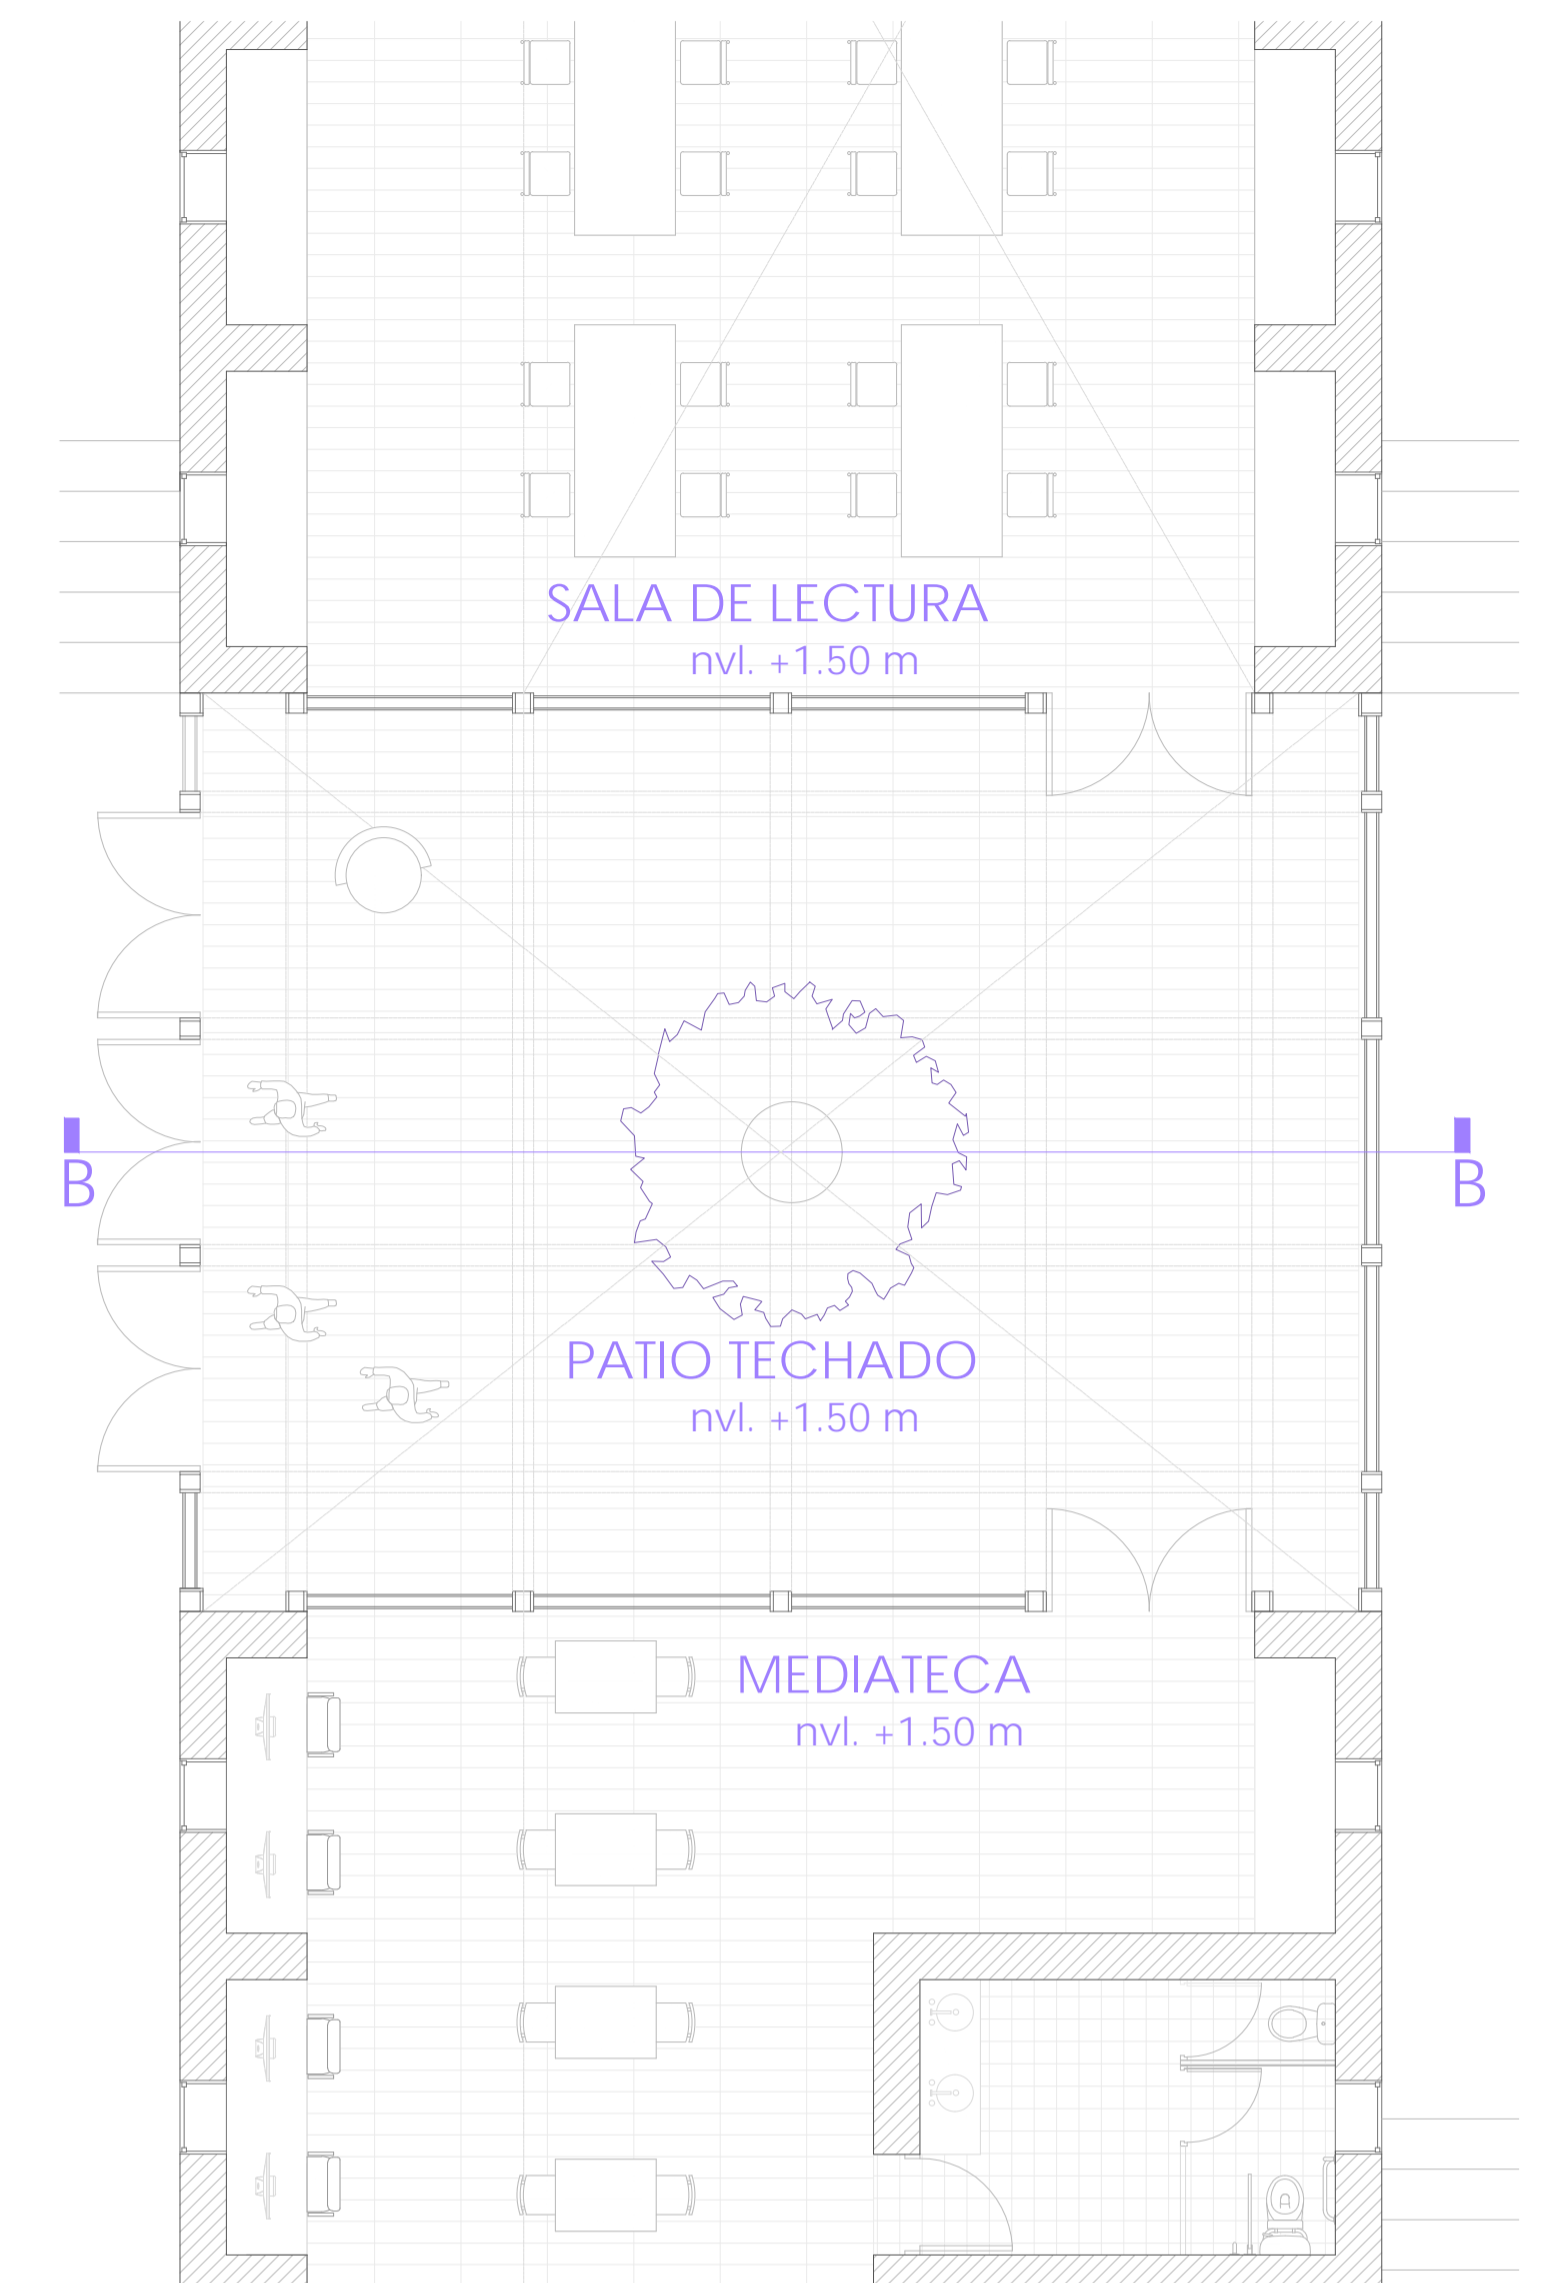 SALA DE LECTURA
nvl. +1.50 m
B
B
PATIO TECHADO
nvl. +1.50 m
MEDIATECA
nvl. +1.50 m